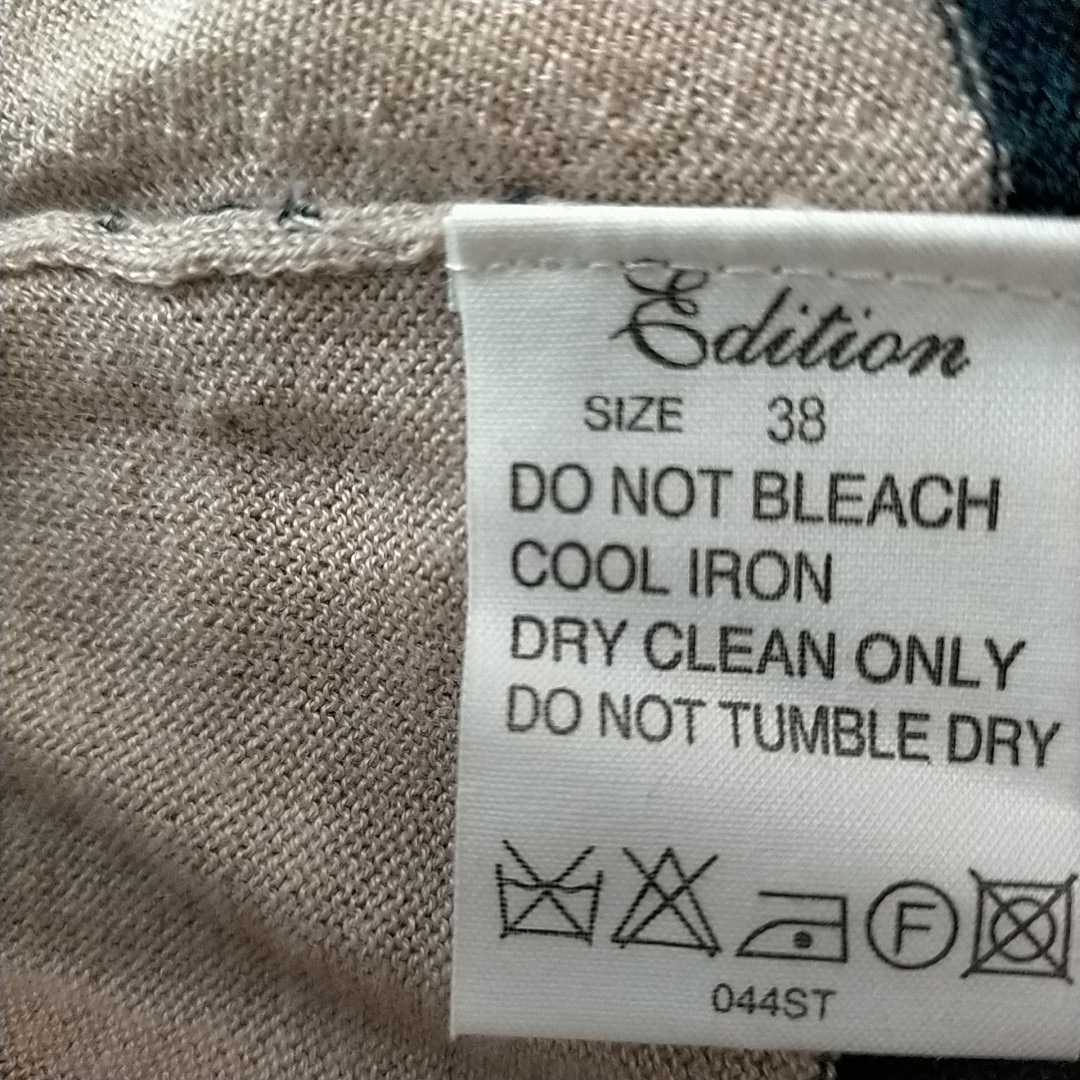 Edition
SIZE 38
DO NOT BLEACH
COOL IRON
DRY CLEAN ONLY
DO NOT TUMBLE DRY
F
044ST